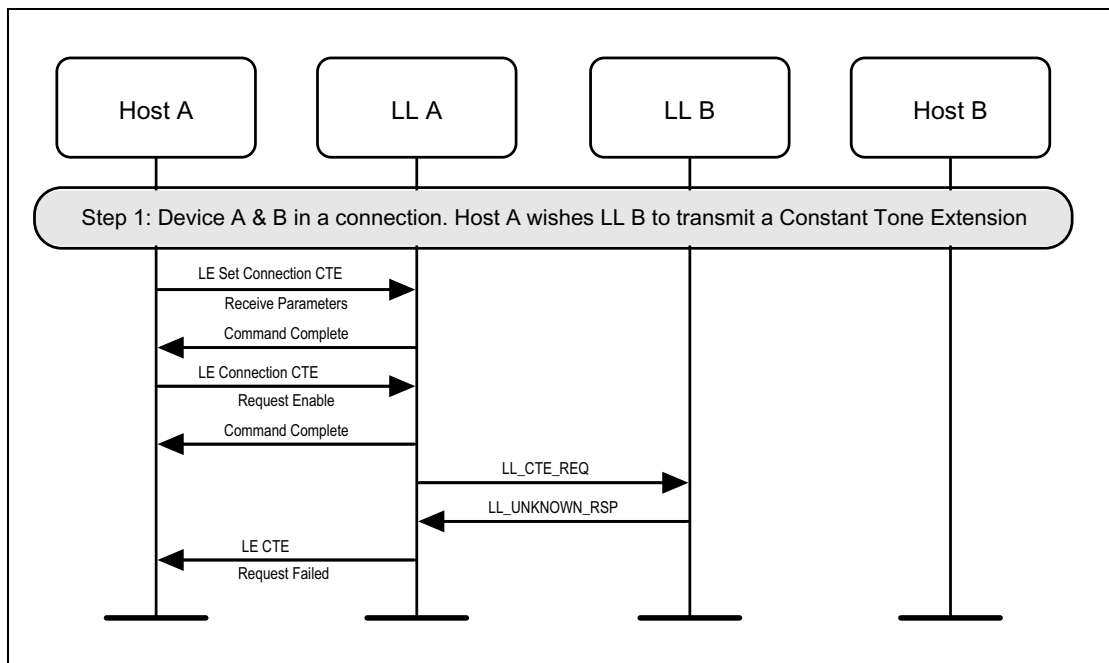 Host A
LL A
LL B
Host B
Step 1: Device A & B in a connection. Host A wishes LL B to transmit a Constant Tone Extension
LE Set Connection CTE
Receive Parameters
Command Complete
LE Connection CTE
Request Enable
Command Complete
LL_CTE_REQ
LL_UNKNOWN_RSP
LE CTE
Request Failed